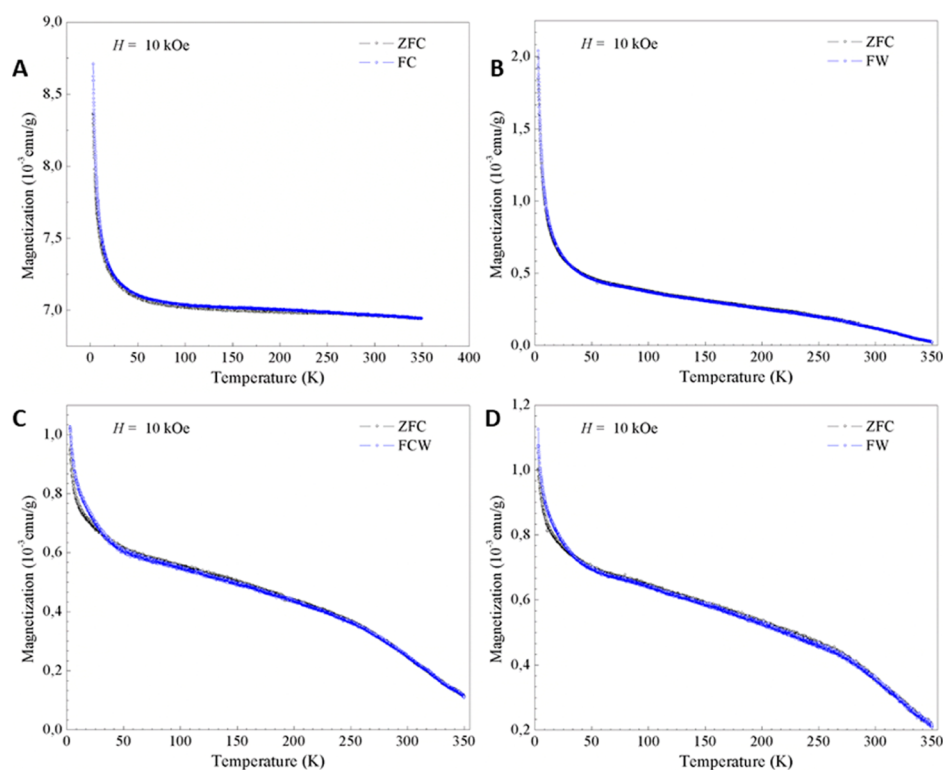 A
H = 10 kOe
ZFC
FC
9,0
8,5
8,0
7,5
7,0
Magnetization (10⁻³ emu/g)
0 50 100 150 200 250 300 350 400
Temperature (K)
B
H = 10 kOe
ZFC
FW
2,0
1,5
1,0
0,5
0,0
Magnetization (10⁻³ emu/g)
0 50 100 150 200 250 300 350
Temperature (K)
C
H = 10 kOe
ZFC
FCW
1,0
0,8
0,6
0,4
0,2
0,0
Magnetization (10⁻³ emu/g)
0 50 100 150 200 250 300 350
Temperature (K)
D
H = 10 kOe
ZFC
FW
1,2
1,0
0,8
0,6
0,4
0,2
Magnetization (10⁻³ emu/g)
0 50 100 150 200 250 300 350
Temperature (K)